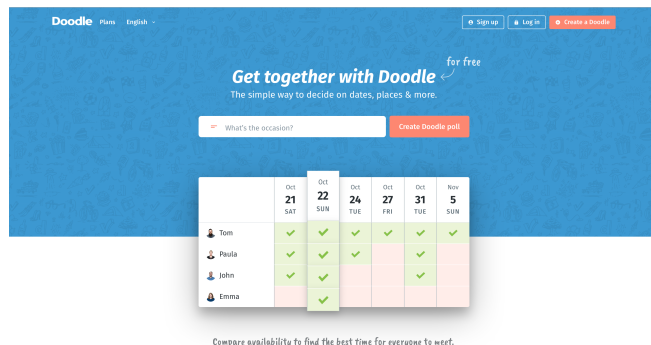 Doodle Plans English Sign up Log in Create a Doodle
for free
Get together with Doodle
The simple way to decide on dates, places & more.
What's the occasion? Create Doodle poll
Oct Oct Oct Oct Oct Nov
21 22 24 27 31 5
SAT SUN TUE FRI TUE SUN
Tom
Paula
John
Emma
Compare availability to find the best time for everyone to meet.